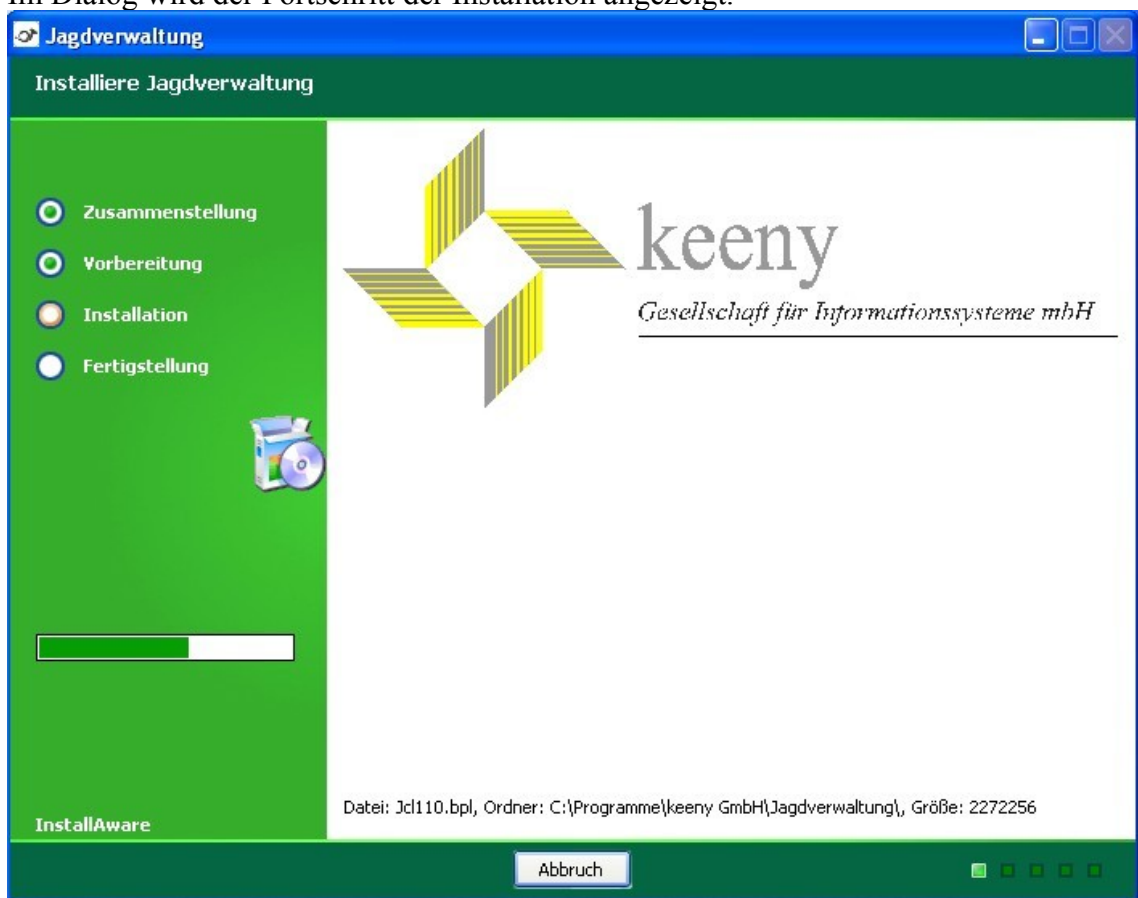 Im Dialog wird der Fortschritt der Installation angezeigt.
Jagdverwaltung
Installiere Jagdverwaltung
Zusammenstellung
Vorbereitung
Installation
Fertigstellung
keeny
Gesellschaft für Informationssysteme mbH
Datei: Jcl110.bpl, Ordner: C:\Programme\keeny GmbH\Jagdverwaltung\, Größe: 2272256
InstallAware
Abbruch